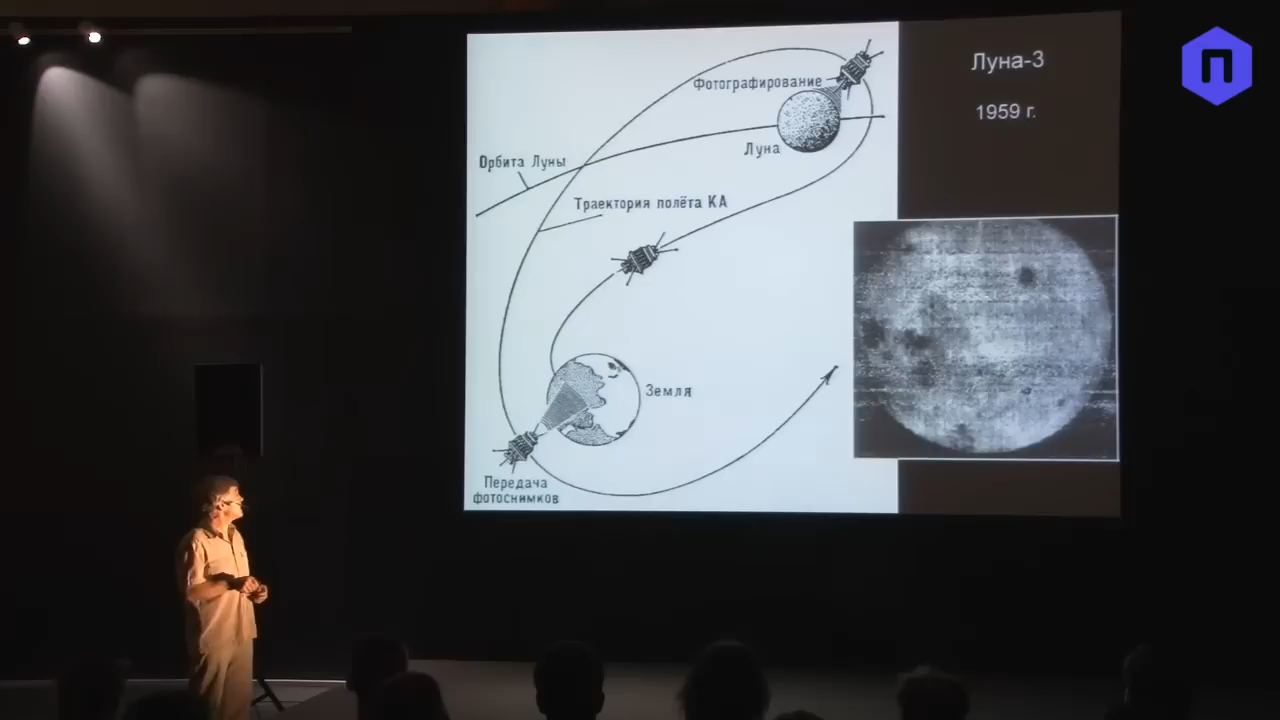 Луна-3
1959 г.
Фотографирование
Луна
Орбита Луны
Траектория полёта КА
Земля
Передача
фотоснимков
П